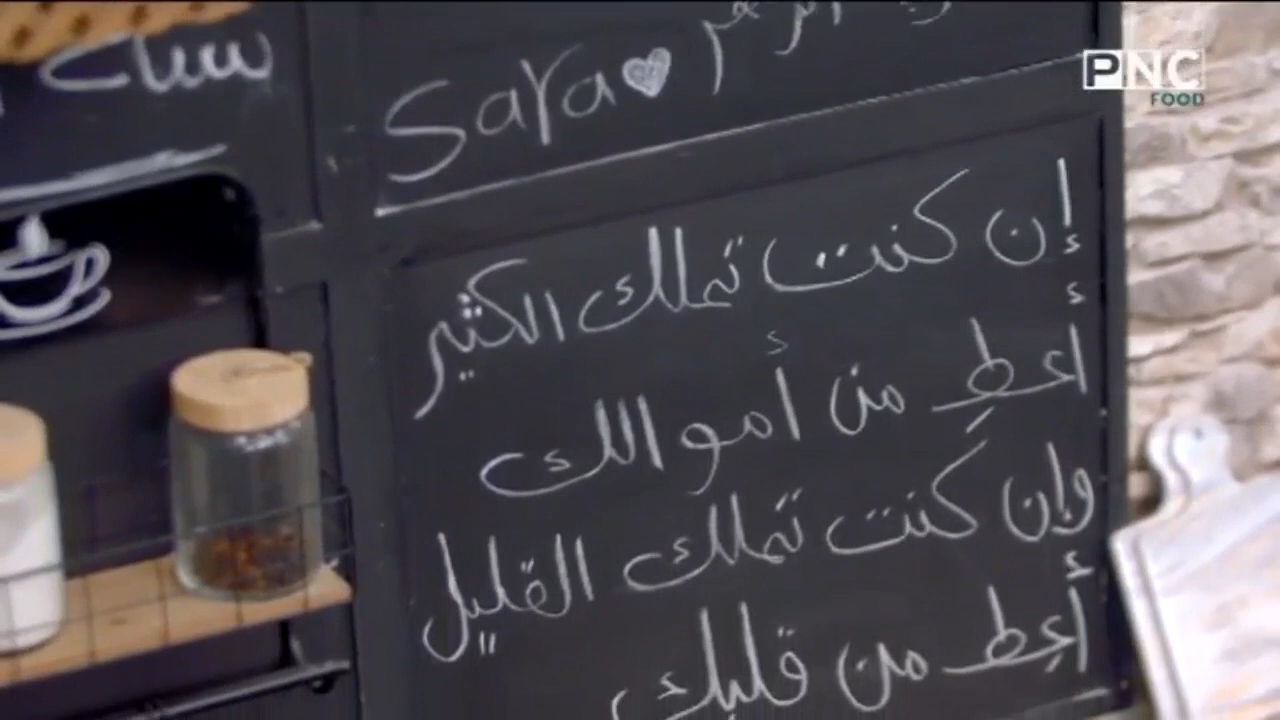 Sara
إن كنت تملك الكثير
أعطِ من أموالك
وإن كنت تملك القليل
أعط من قلبك
PNC
FOOD